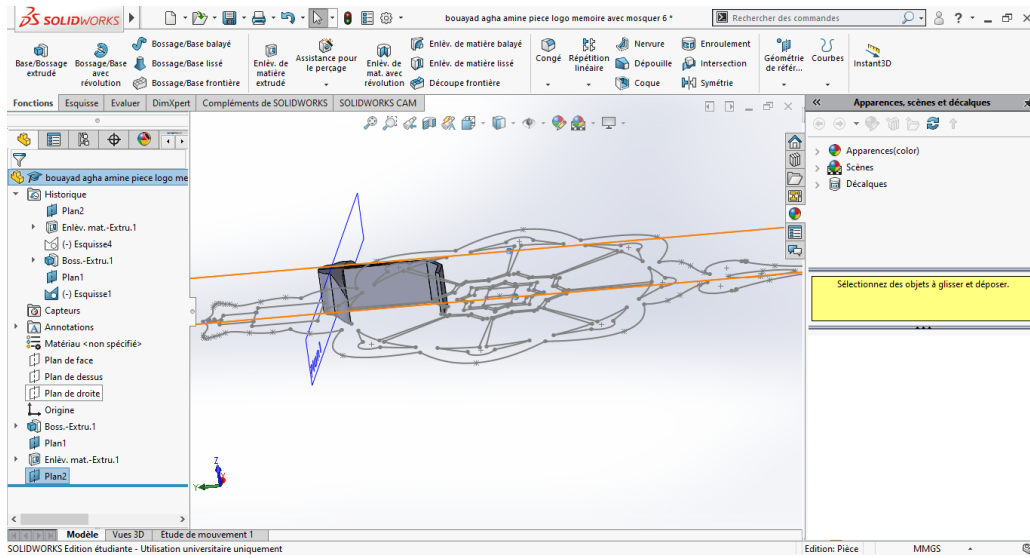 SOLIDWORKS
bouayad agha amine piece logo memoire avec mosquer 6 *
Rechercher des commandes
Base/Bossage extrudé
Bossage/Base avec révolution
Bossage/Base balayé
Bossage/Base lissé
Bossage/Base frontière
Enlèv. de matière extrudé
Assistance pour le perçage
Enlèv. de mat. avec révolution
Enlèv. de matière balayé
Enlèv. de matière lissé
Découpe frontière
Congé
Répétition linéaire
Nervure
Dépouille
Coque
Enroulement
Intersection
Symétrie
Géométrie de référ...
Courbes
Instant3D
Fonctions Esquisse Evaluer DimXpert Compléments de SOLIDWORKS SOLIDWORKS CAM
Apparences, scènes et décalques
bouayad agha amine piece logo me
Historique
Plan2
Enlèv. mat.-Extru.1
(-) Esquisse4
Boss.-Extru.1
Plan1
(-) Esquisse1
Capteurs
Annotations
Matériau <non spécifié>
Plan de face
Plan de dessus
Plan de droite
Origine
Boss.-Extru.1
Plan1
Enlèv. mat.-Extru.1
Plan2
Z
Y
Apparences(color)
Scènes
Décalques
Sélectionnez des objets à glisser et déposer.
Modèle Vues 3D Etude de mouvement 1
SOLIDWORKS Edition étudiante - Utilisation universitaire uniquement
Edition: Pièce MMGS